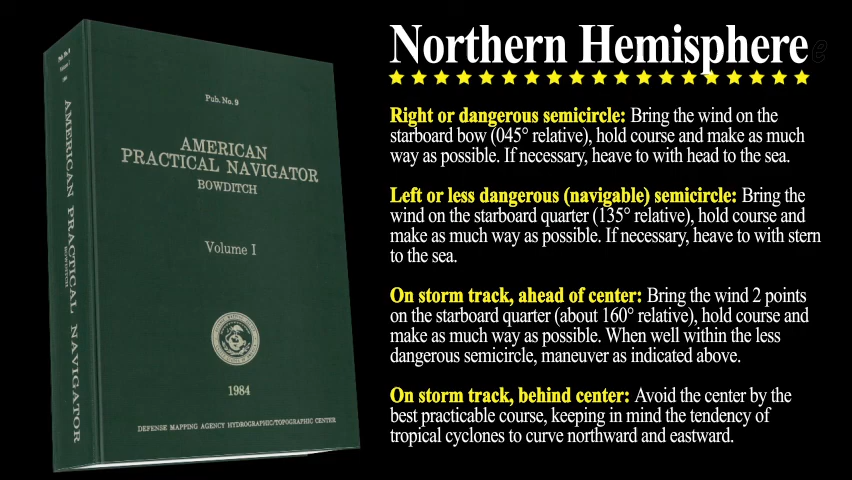 Pub. No. 9
AMERICAN
PRACTICAL NAVIGATOR
BOWDITCH
Volume I
1984
DEFENSE MAPPING AGENCY HYDROGRAPHIC/TOPOGRAPHIC CENTER
Pub. No. 9
Volume I
1984
AMERICAN PRACTICAL NAVIGATOR
BOWDITCH
Northern Hemisphere
Right or dangerous semicircle: Bring the wind on the
starboard bow (045° relative), hold course and make as much
way as possible. If necessary, heave to with head to the sea.
Left or less dangerous (navigable) semicircle: Bring the
wind on the starboard quarter (135° relative), hold course and
make as much way as possible. If necessary, heave to with stern
to the sea.
On storm track, ahead of center: Bring the wind 2 points
on the starboard quarter (about 160° relative), hold course and
make as much way as possible. When well within the less
dangerous semicircle, maneuver as indicated above.
On storm track, behind center: Avoid the center by the
best practicable course, keeping in mind the tendency of
tropical cyclones to curve northward and eastward.